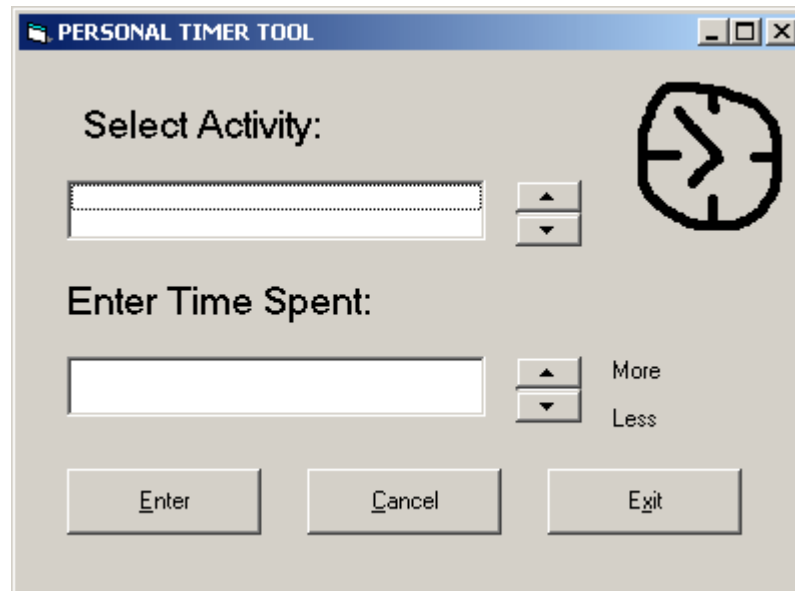 PERSONAL TIMER TOOL
Select Activity:
Enter Time Spent:
More
Less
Enter Cancel Exit